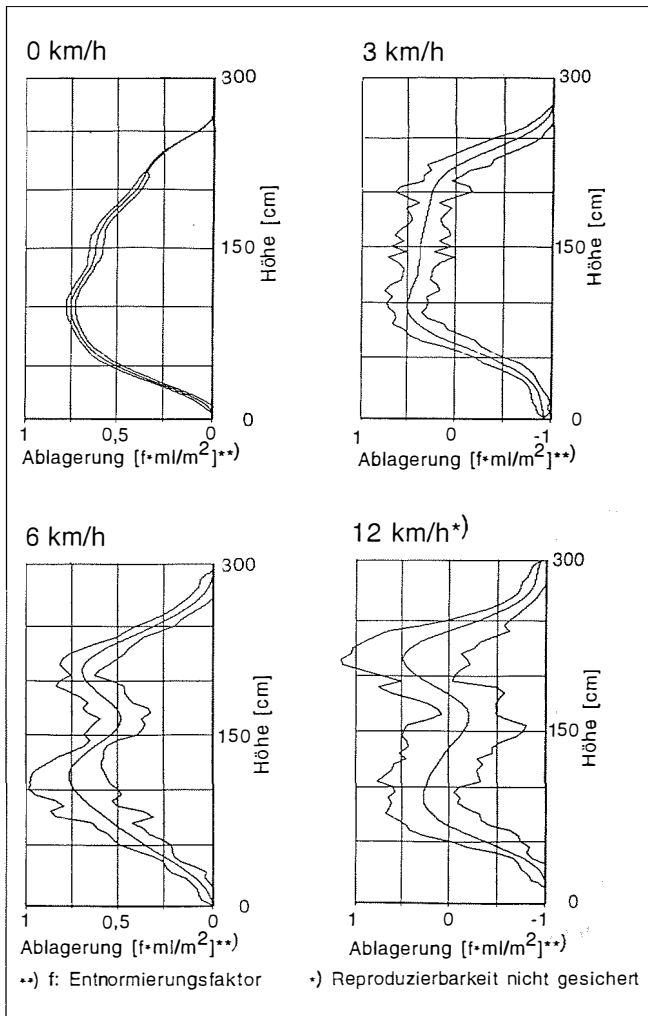 0 km/h
300
150
Höhe [cm]
0
1 0,5 0
Ablagerung [f*ml/m²]**)
3 km/h
300
150
Höhe [cm]
0
1 0 -1
Ablagerung [f*ml/m²]**)
6 km/h
300
150
Höhe [cm]
0
1 0,5 0
Ablagerung [f*ml/m²]**)
12 km/h*)
300
150
Höhe [cm]
0
1 0 -1
Ablagerung [f*ml/m²]**)
**) f: Entnormierungsfaktor
*) Reproduzierbarkeit nicht gesichert